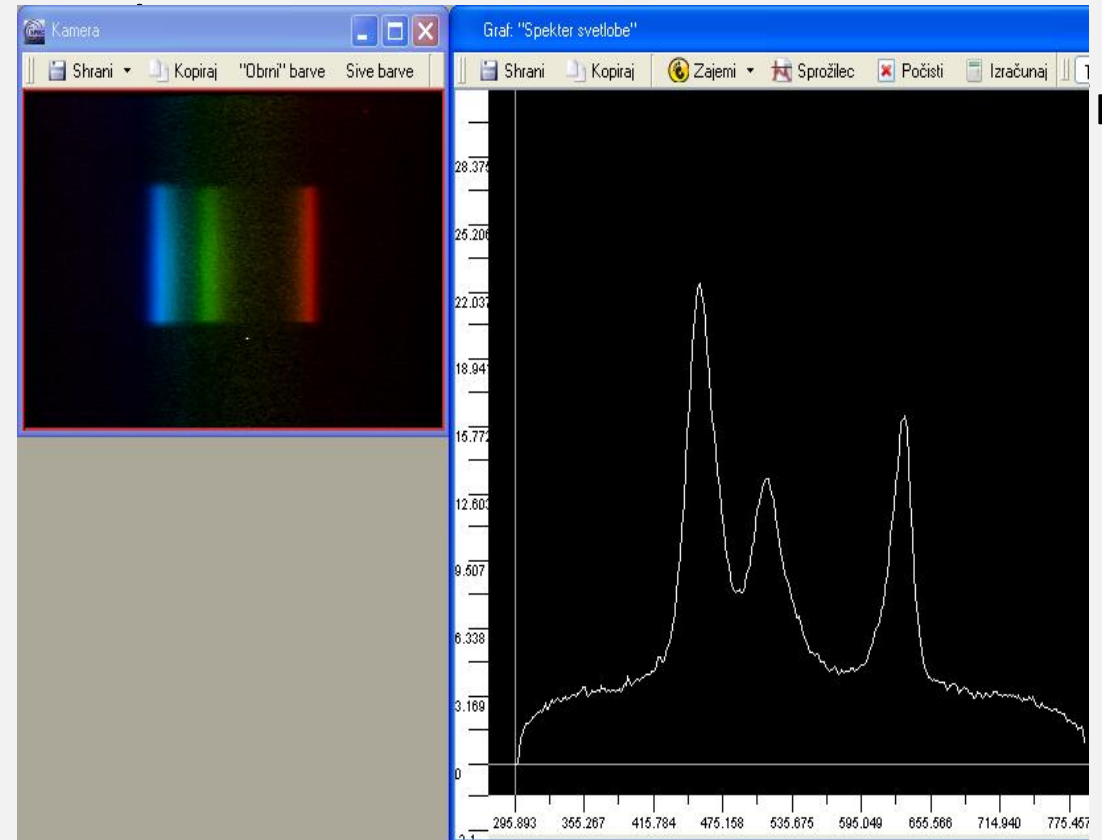 Kamera
Shrani Kopiraj "Obrni" barve Sive barve
Graf: "Spekter svetlobe"
Shrani Kopiraj Zajemi Sprožilec Počisti Izračunaj
28.375
25.206
22.037
18.941
15.772
12.603
9.507
6.338
3.169
0
295.893 355.267 415.784 475.158 535.675 595.049 655.566 714.940 775.457